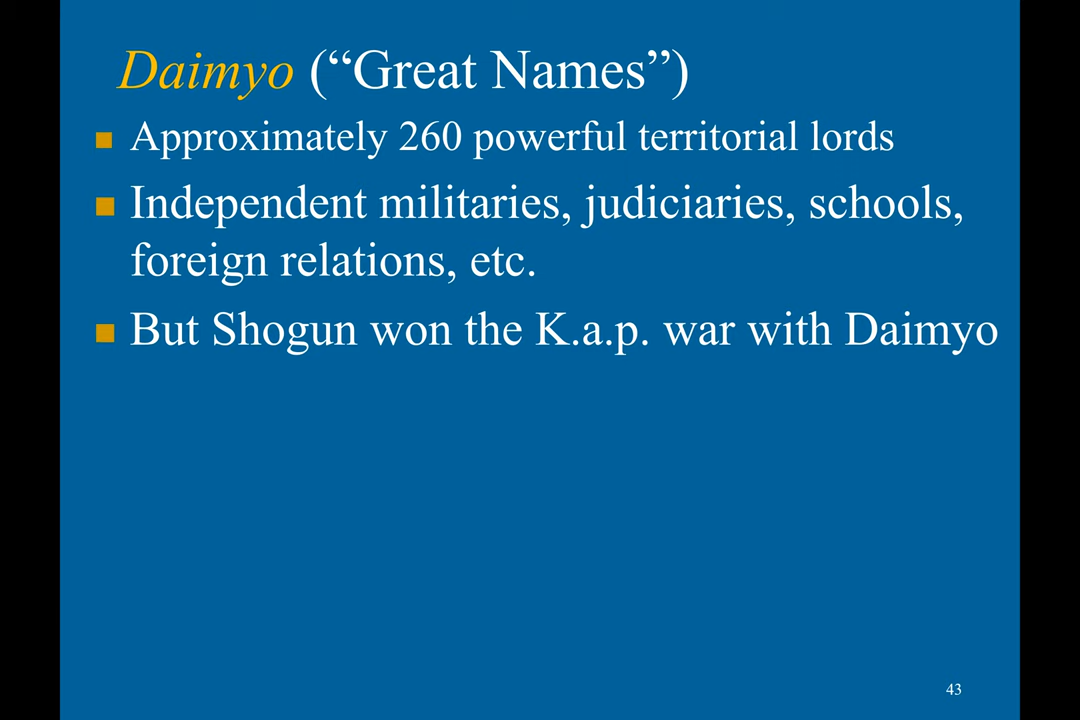 Daimyo (“Great Names”)
Approximately 260 powerful territorial lords
Independent militaries, judiciaries, schools,
foreign relations, etc.
But Shogun won the K.a.p. war with Daimyo
43